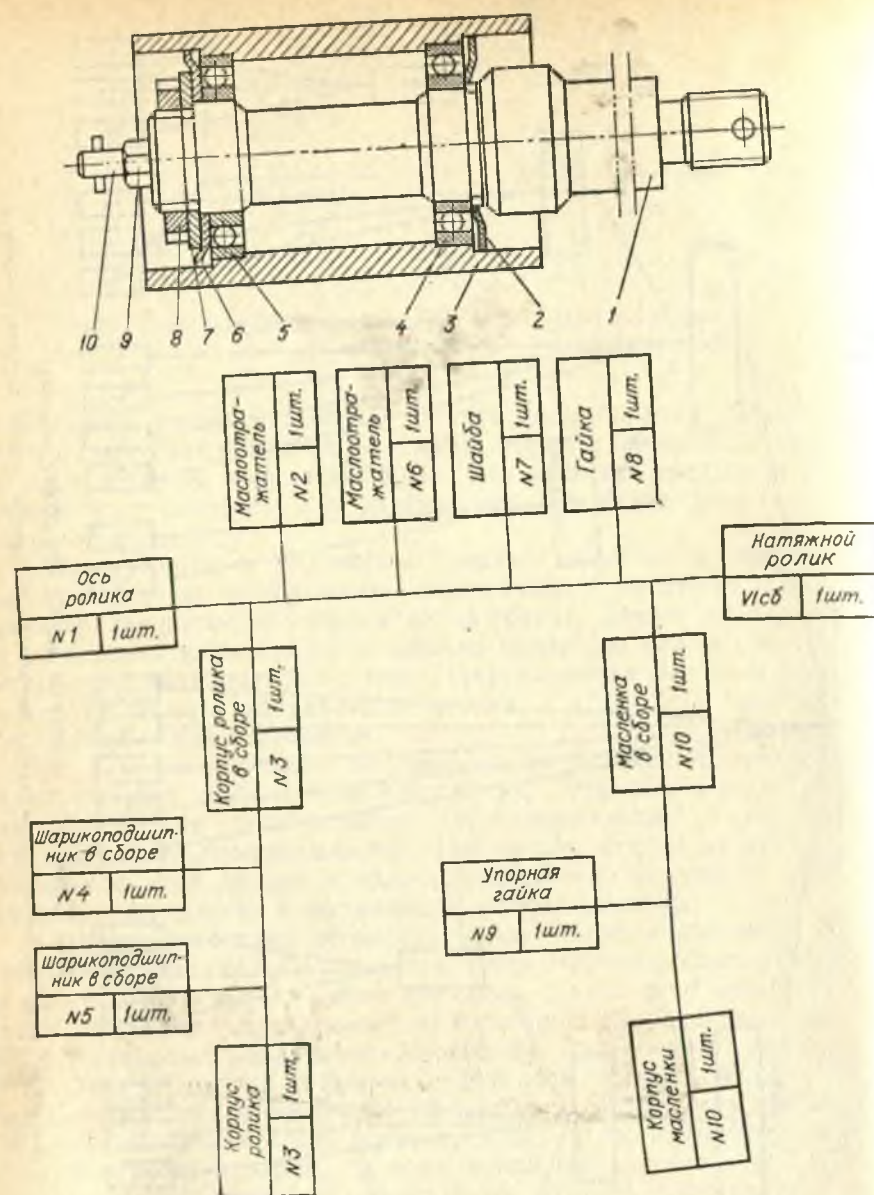 10 9 8 7 6 5 4 3 2 1
Маслоотра-
жатель
N2 1шт.
Маслоотра-
жатель
N6 1шт.
Шайба
N7 1шт.
Гайка
N8 1шт.
Натяжной
ролик
VIсб 1шт.
Ось
ролика
N1 1шт.
Корпус ролика
в сборе
N3 1шт.
Масленка
в сборе
N10 1шт.
Шарикоподшип-
ник в сборе
N4 1шт.
Упорная
гайка
N9 1шт.
Шарикоподшип-
ник в сборе
N5 1шт.
Корпус
ролика
N3 1шт.
Корпус
масленки
N10 1шт.